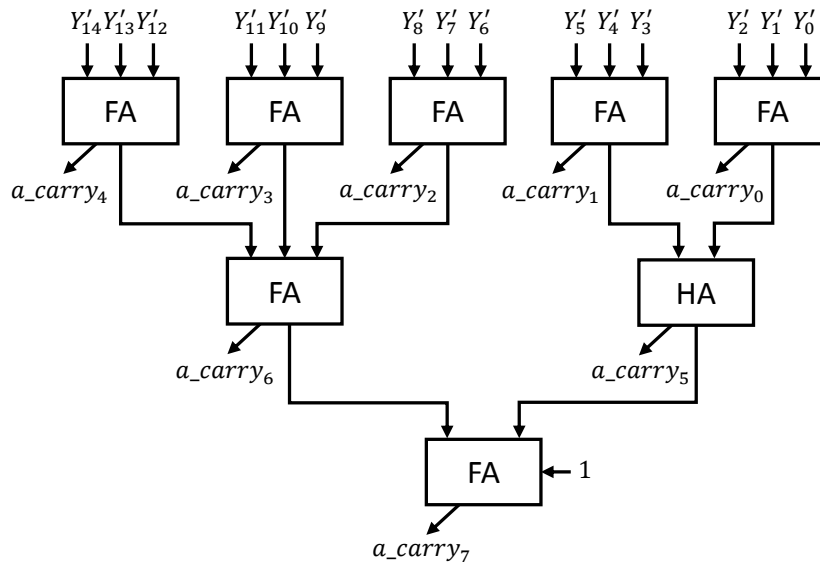 Y′₁₄ Y′₁₃ Y′₁₂ Y′₁₁ Y′₁₀ Y′₉ Y′₈ Y′₇ Y′₆ Y′₅ Y′₄ Y′₃ Y′₂ Y′₁ Y′₀
FA FA FA FA FA
a_carry₄ a_carry₃ a_carry₂ a_carry₁ a_carry₀
FA HA
a_carry₆ a_carry₅
FA 1
a_carry₇